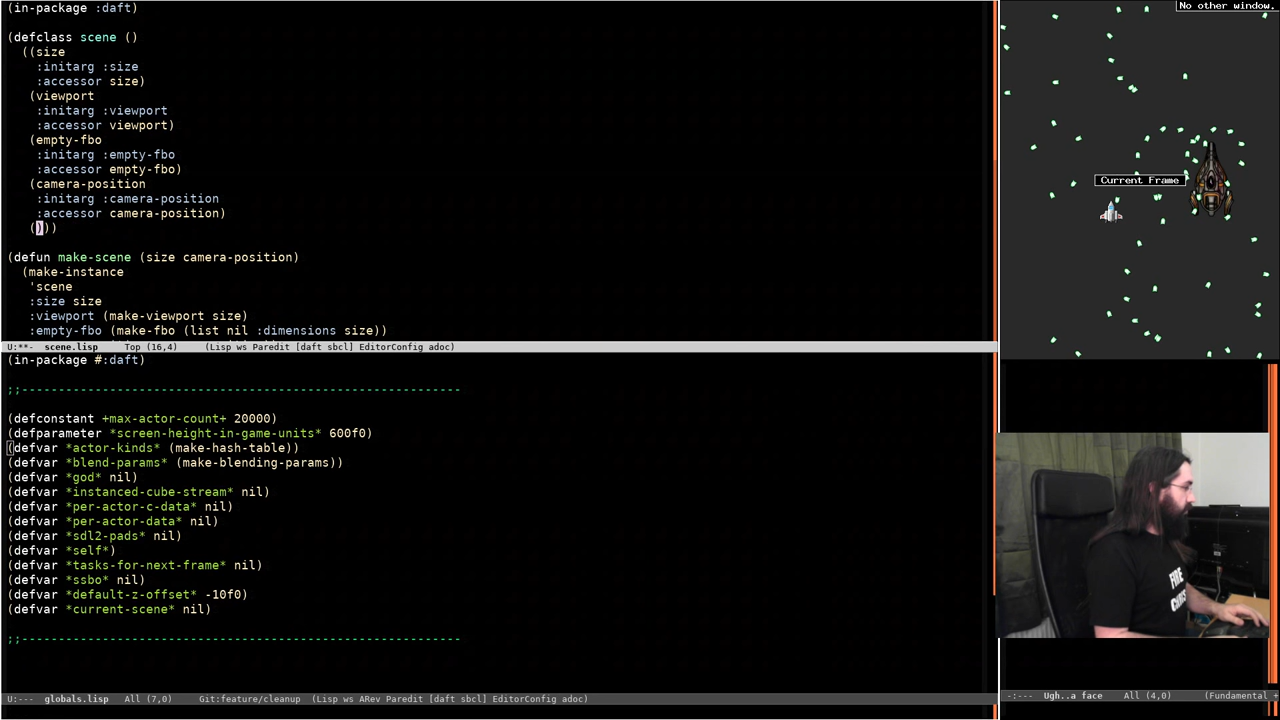 (in-package :daft)
(defclass scene ()
((size
:initarg :size
:accessor size)
(viewport
:initarg :viewport
:accessor viewport)
(empty-fbo
:initarg :empty-fbo
:accessor empty-fbo)
(camera-position
:initarg :camera-position
:accessor camera-position)
()))
(defun make-scene (size camera-position)
(make-instance
'scene
:size size
:viewport (make-viewport size)
:empty-fbo (make-fbo (list nil :dimensions size))
U:**- scene.lisp Top (16,4) (Lisp ws Paredit [daft sbcl] EditorConfig adoc)
(in-package #:daft)
;;------------------------------------------------------------
(defconstant +max-actor-count+ 20000)
(defparameter *screen-height-in-game-units* 600f0)
(defvar *actor-kinds* (make-hash-table))
(defvar *blend-params* (make-blending-params))
(defvar *god* nil)
(defvar *instanced-cube-stream* nil)
(defvar *per-actor-c-data* nil)
(defvar *per-actor-data* nil)
(defvar *sdl2-pads* nil)
(defvar *self*)
(defvar *tasks-for-next-frame* nil)
(defvar *ssbo* nil)
(defvar *default-z-offset* -10f0)
(defvar *current-scene* nil)
;;------------------------------------------------------------
U:--- globals.lisp All (7,0) Git:feature/cleanup (Lisp ws ARev Paredit [daft sbcl] EditorConfig adoc)
No other window.
Current Frame
FIRE
-:--- Ugh..a face All (4,0) (Fundamental +